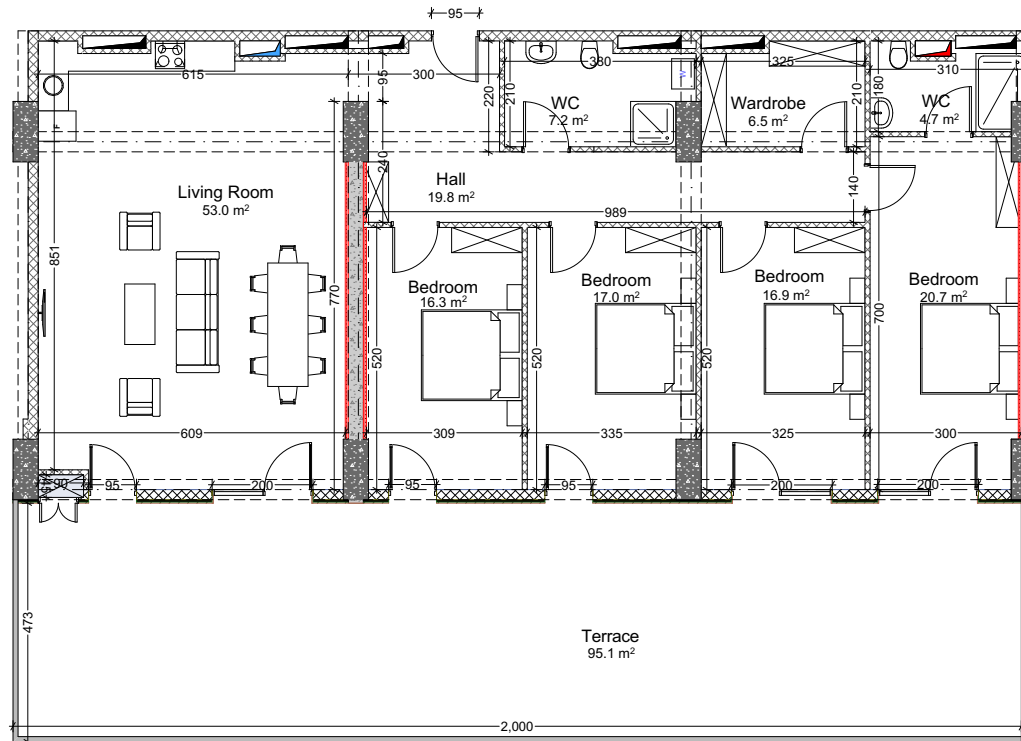 95
615
300
95
220
210
380
325
210
180
310
W
F
WC
7.2 m²
Wardrobe
6.5 m²
WC
4.7 m²
240
Hall
19.8 m²
140
989
Living Room
53.0 m²
851
770
Bedroom
16.3 m²
Bedroom
17.0 m²
Bedroom
16.9 m²
Bedroom
20.7 m²
700
520
520
520
609
309
335
325
300
90
95
200
95
95
200
200
473
Terrace
95.1 m²
2,000